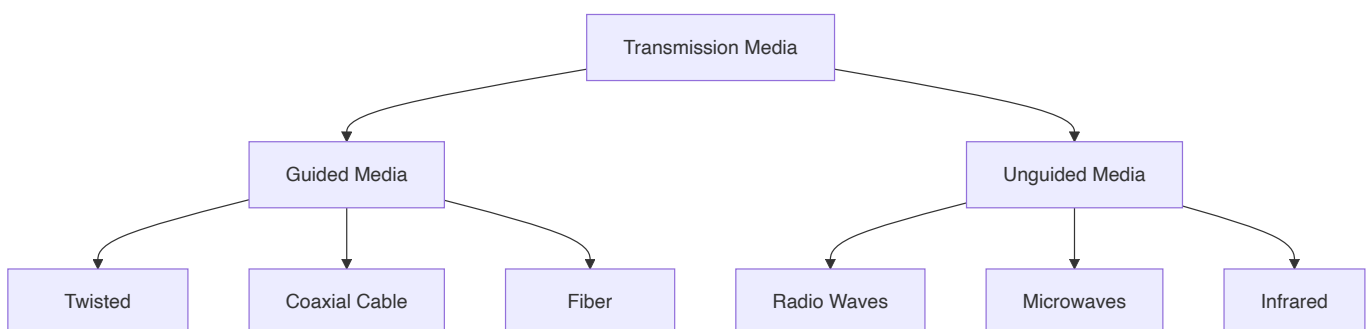 Transmission Media
Guided Media
Unguided Media
Twisted
Coaxial Cable
Fiber
Radio Waves
Microwaves
Infrared